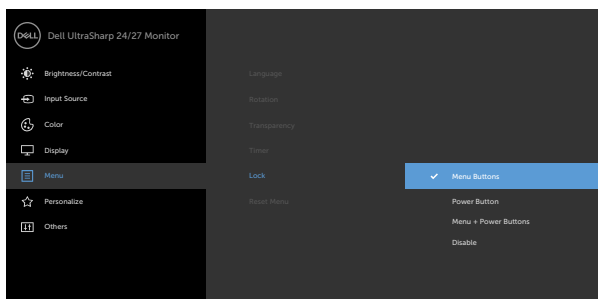 DELL
Dell UltraSharp 24/27 Monitor
Brightness/Contrast
Input Source
Color
Display
Menu
Personalize
Others
Language
Rotation
Transparency
Timer
Lock
Reset Menu
Menu Buttons
Power Button
Menu + Power Buttons
Disable